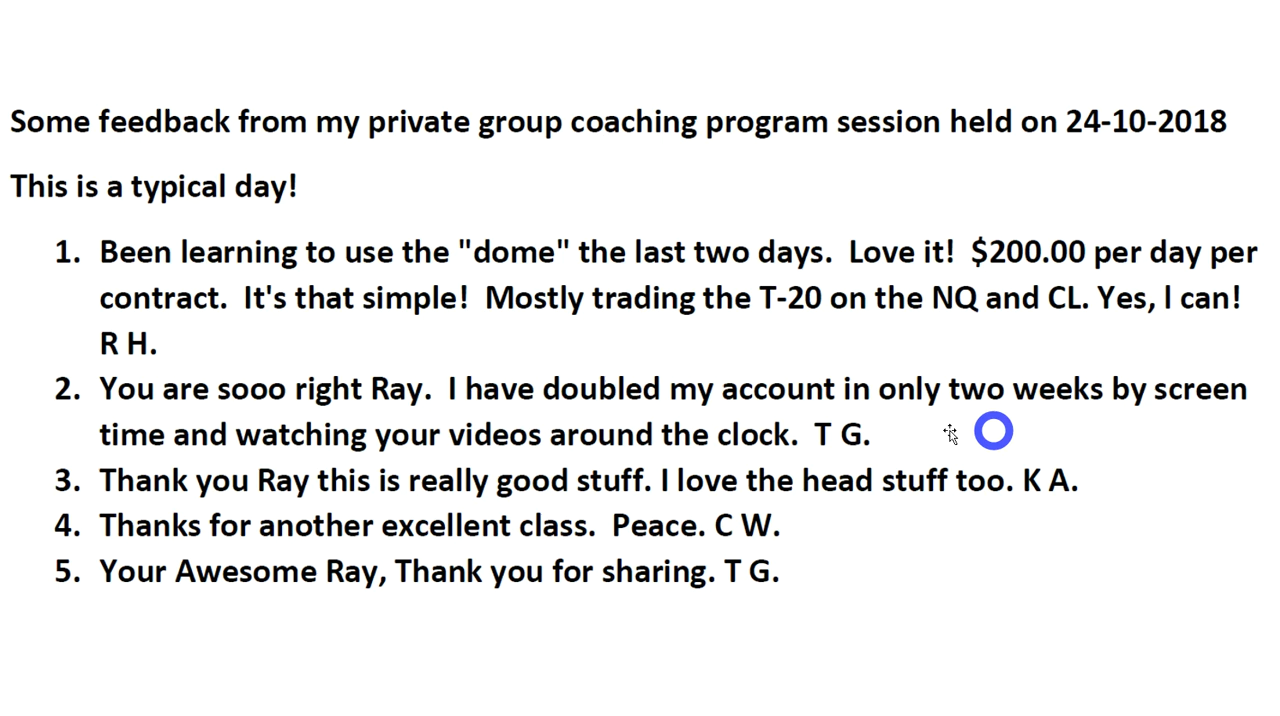 Some feedback from my private group coaching program session held on 24-10-2018
This is a typical day!
1. Been learning to use the "dome" the last two days.  Love it!  $200.00 per day per
contract.  It's that simple!  Mostly trading the T-20 on the NQ and CL. Yes, I can!
R H.
2. You are sooo right Ray.  I have doubled my account in only two weeks by screen
time and watching your videos around the clock.  T G.
3. Thank you Ray this is really good stuff. I love the head stuff too. K A.
4. Thanks for another excellent class.  Peace. C W.
5. Your Awesome Ray, Thank you for sharing. T G.